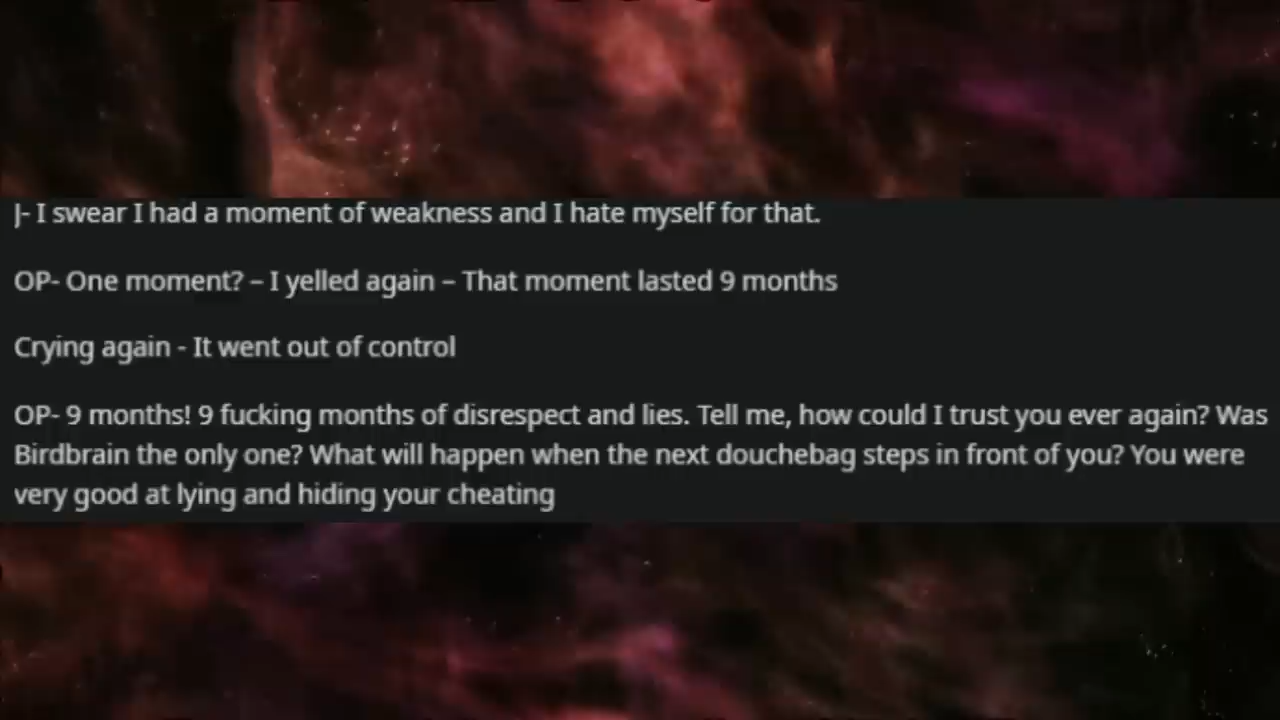 J- I swear I had a moment of weakness and I hate myself for that.
OP- One moment? – I yelled again – That moment lasted 9 months
Crying again - It went out of control
OP- 9 months! 9 fucking months of disrespect and lies. Tell me, how could I trust you ever again? Was
Birdbrain the only one? What will happen when the next douchebag steps in front of you? You were
very good at lying and hiding your cheating